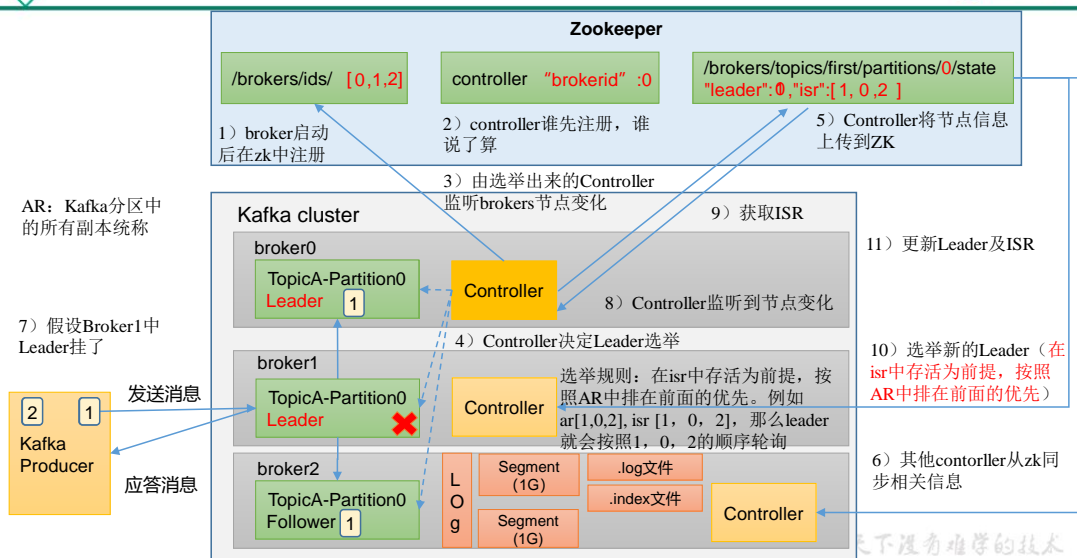 Zookeeper
/brokers/ids/ [0,1,2]
controller “brokerid” :0
/brokers/topics/first/partitions/0/state
"leader":0,"isr":[1, 0 ,2 ]
1）broker启动
后在zk中注册
2）controller谁先注册，谁
说了算
5）Controller将节点信息
上传到ZK
3）由选举出来的Controller
监听brokers节点变化
AR：Kafka分区中
的所有副本统称
Kafka cluster
9）获取ISR
11）更新Leader及ISR
broker0
TopicA-Partition0
Leader 1
Controller
8）Controller监听到节点变化
7）假设Broker1中
Leader挂了
4）Controller决定Leader选举
10）选举新的Leader（在
isr中存活为前提，按照
AR中排在前面的优先）
broker1
TopicA-Partition0
Leader
Controller
选举规则：在isr中存活为前提，按
照AR中排在前面的优先。例如
ar[1,0,2], isr [1，0，2]，那么leader
就会按照1，0，2的顺序轮询
发送消息
2 1
Kafka
Producer
应答消息
broker2
TopicA-Partition0
Follower 1
L
O
g
Segment
(1G)
Segment
(1G)
.log文件
.index文件
Controller
6）其他contorller从zk同
步相关信息
天下没有难学的技术